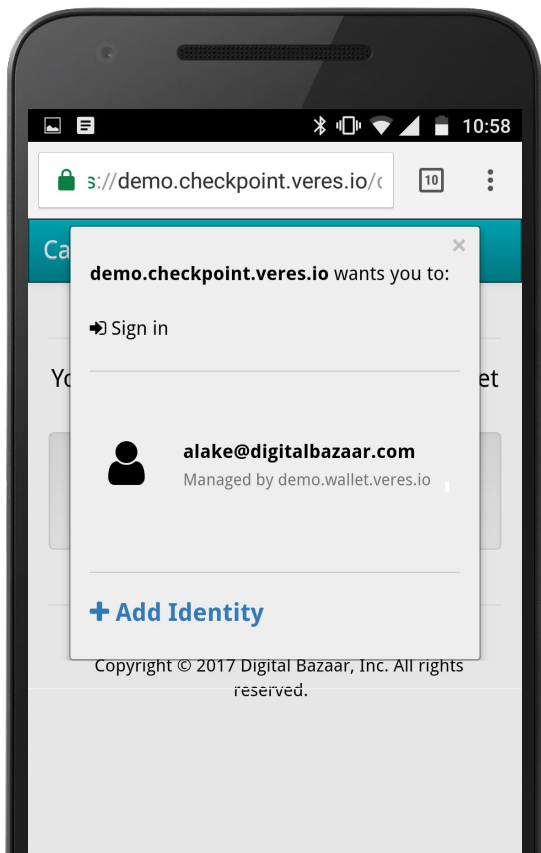 10:58
s://demo.checkpoint.veres.io/
10
Ca
demo.checkpoint.veres.io wants you to:
Sign in
Yo
et
alake@digitalbazaar.com
Managed by demo.wallet.veres.io
Add Identity
Copyright © 2017 Digital Bazaar, Inc. All rights
reserved.